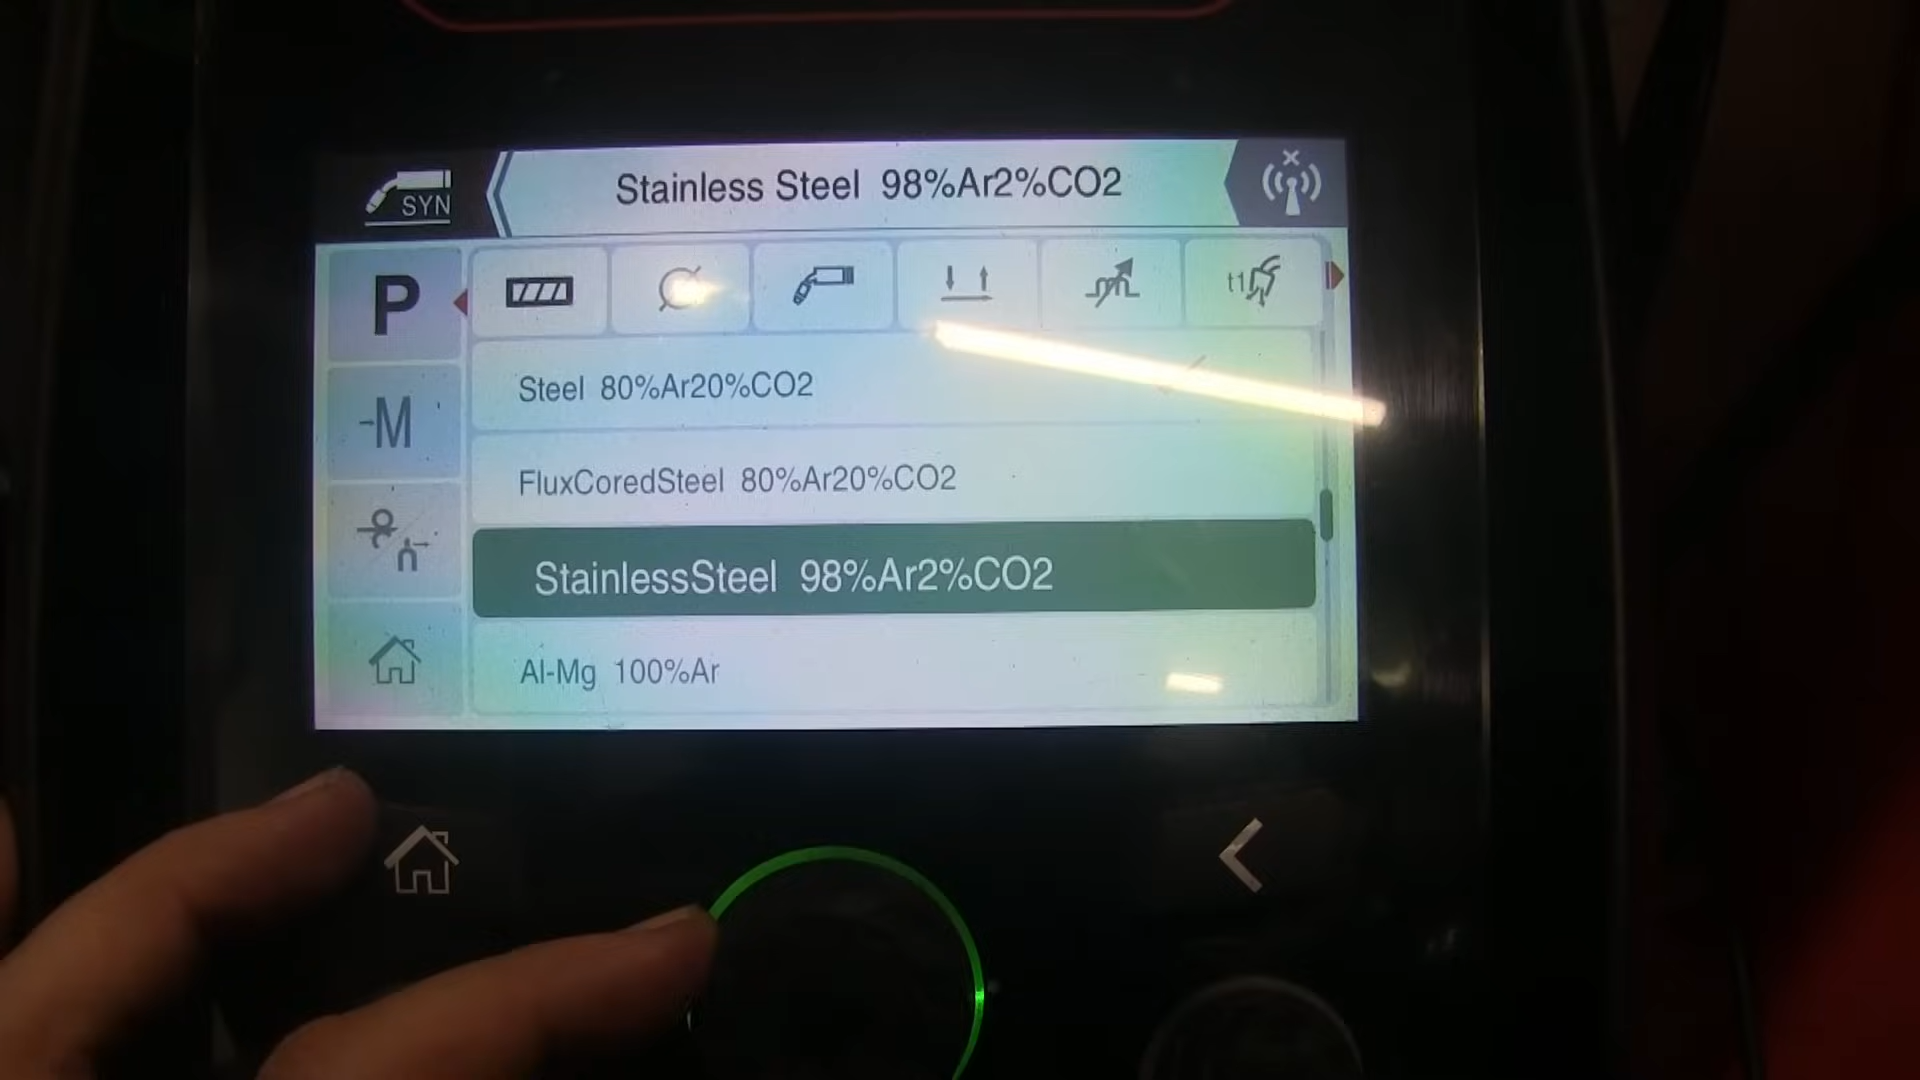 SYN
Stainless Steel 98%Ar2%CO2
P
t1
Steel 80%Ar20%CO2
M
FluxCoredSteel 80%Ar20%CO2
StainlessSteel 98%Ar2%CO2
Al-Mg 100%Ar